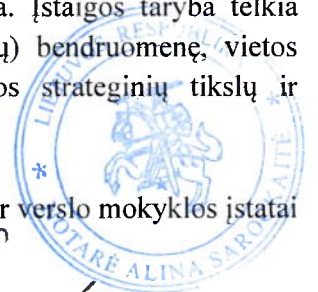 a. Įstaigos taryba telkia
ų) bendruomenę, vietos
os strateginių tikslų ir
r verslo mokyklos įstatai
LIETUVOS RESPUBLIKA
NOTARĖ ALINA SAROKAITĖ